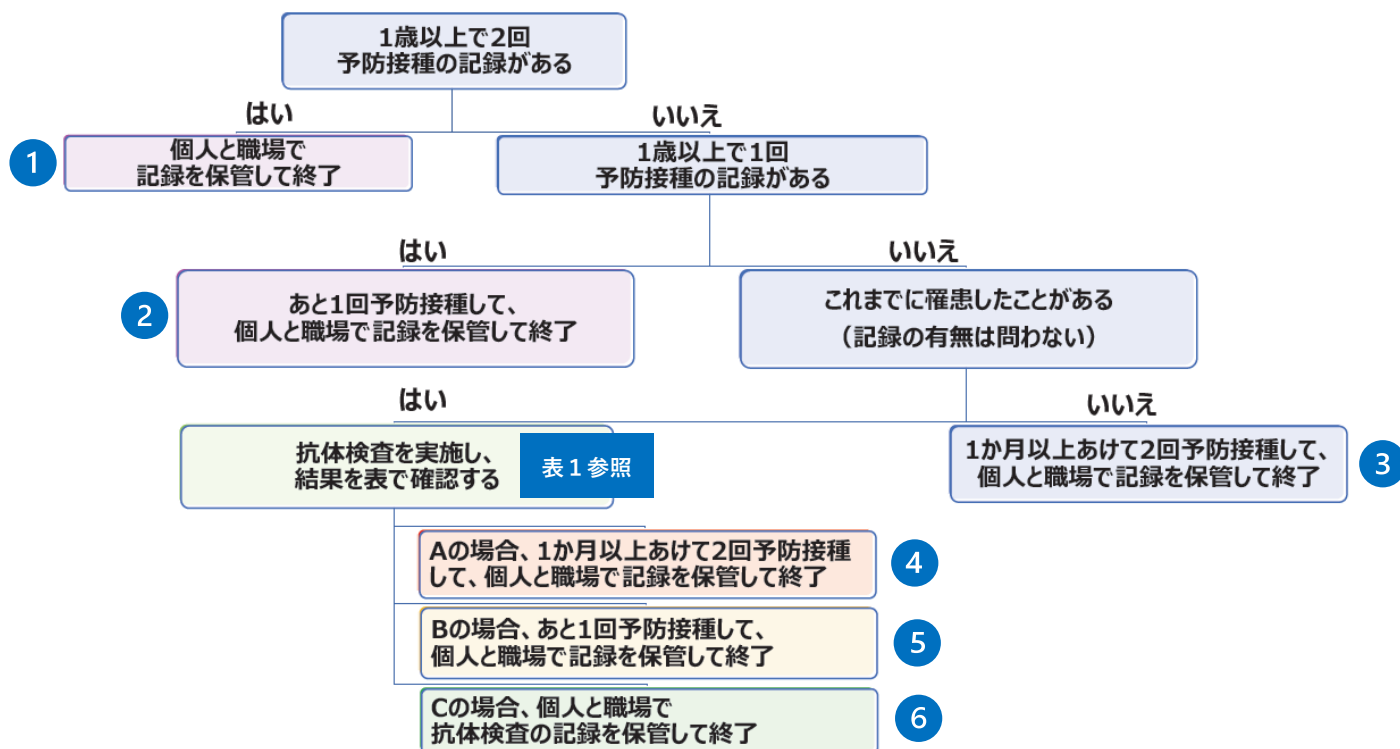 1歳以上で2回
予防接種の記録がある
はい
いいえ
1
個人と職場で
記録を保管して終了
1歳以上で1回
予防接種の記録がある
はい
いいえ
2
あと1回予防接種して、
個人と職場で記録を保管して終了
これまでに罹患したことがある
（記録の有無は問わない）
はい
いいえ
抗体検査を実施し、
結果を表で確認する
表１参照
1か月以上あけて2回予防接種して、
個人と職場で記録を保管して終了
3
Aの場合、1か月以上あけて2回予防接種
して、個人と職場で記録を保管して終了
4
Bの場合、あと1回予防接種して、
個人と職場で記録を保管して終了
5
Cの場合、個人と職場で
抗体検査の記録を保管して終了
6